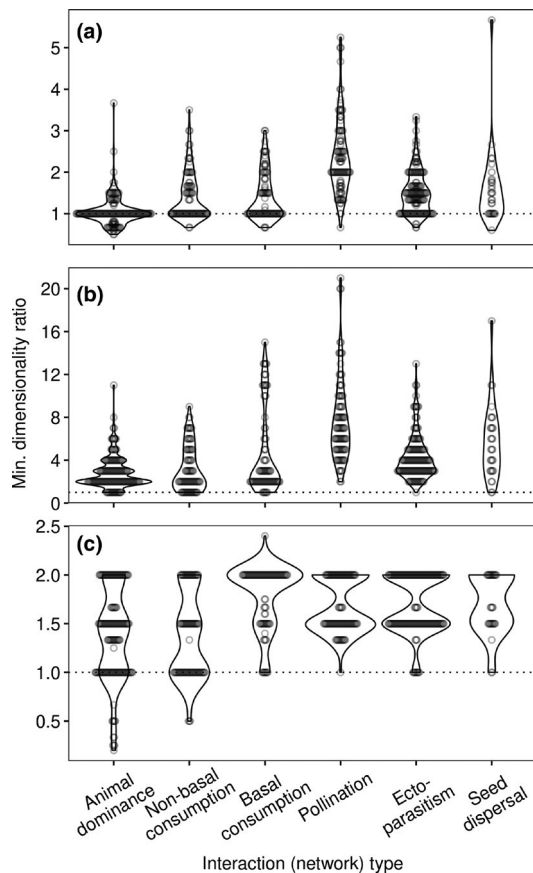 (a)
5
4
3
2
1
(b)
20
16
12
8
4
0
Min. dimensionality ratio
(c)
2.5
2.0
1.5
1.0
0.5
Animal
dominance
Non-basal
consumption
Basal
consumption
Pollination
Ecto-
parasitism
Seed
dispersal
Interaction (network) type